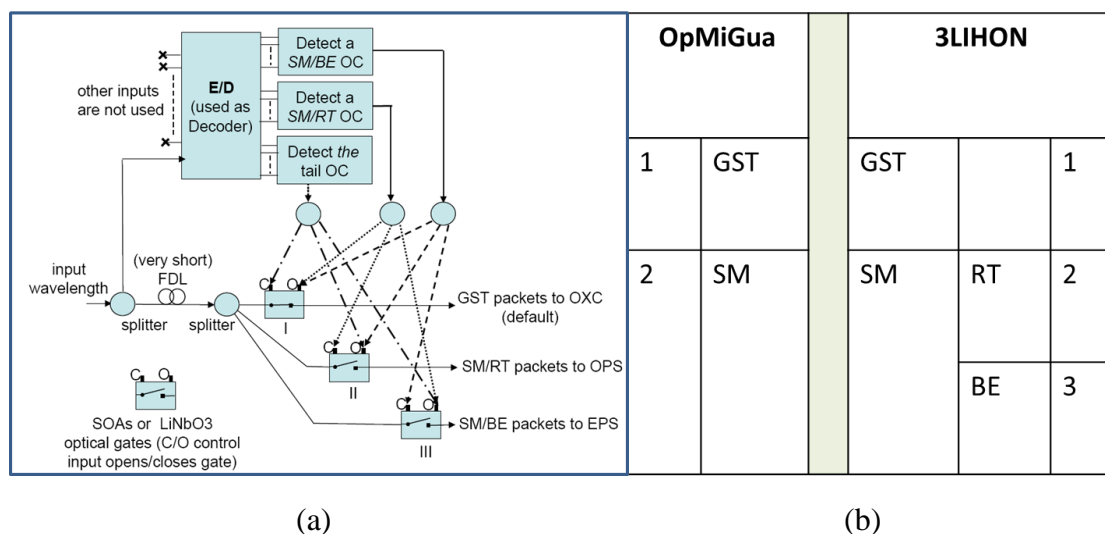 other inputs
are not used
E/D
(used as
Decoder)
Detect a
SM/BE OC
Detect a
SM/RT OC
Detect the
tail OC
input
wavelength
(very short)
FDL
splitter
splitter
C
O
I
GST packets to OXC
(default)
C
O
II
SM/RT packets to OPS
C
O
III
SM/BE packets to EPS
C
O
SOAs or LiNbO3
optical gates (C/O control
input opens/closes gate)
(a)
OpMiGua 3LIHON
1 GST GST 1
2 SM SM RT 2
BE 3
(b)